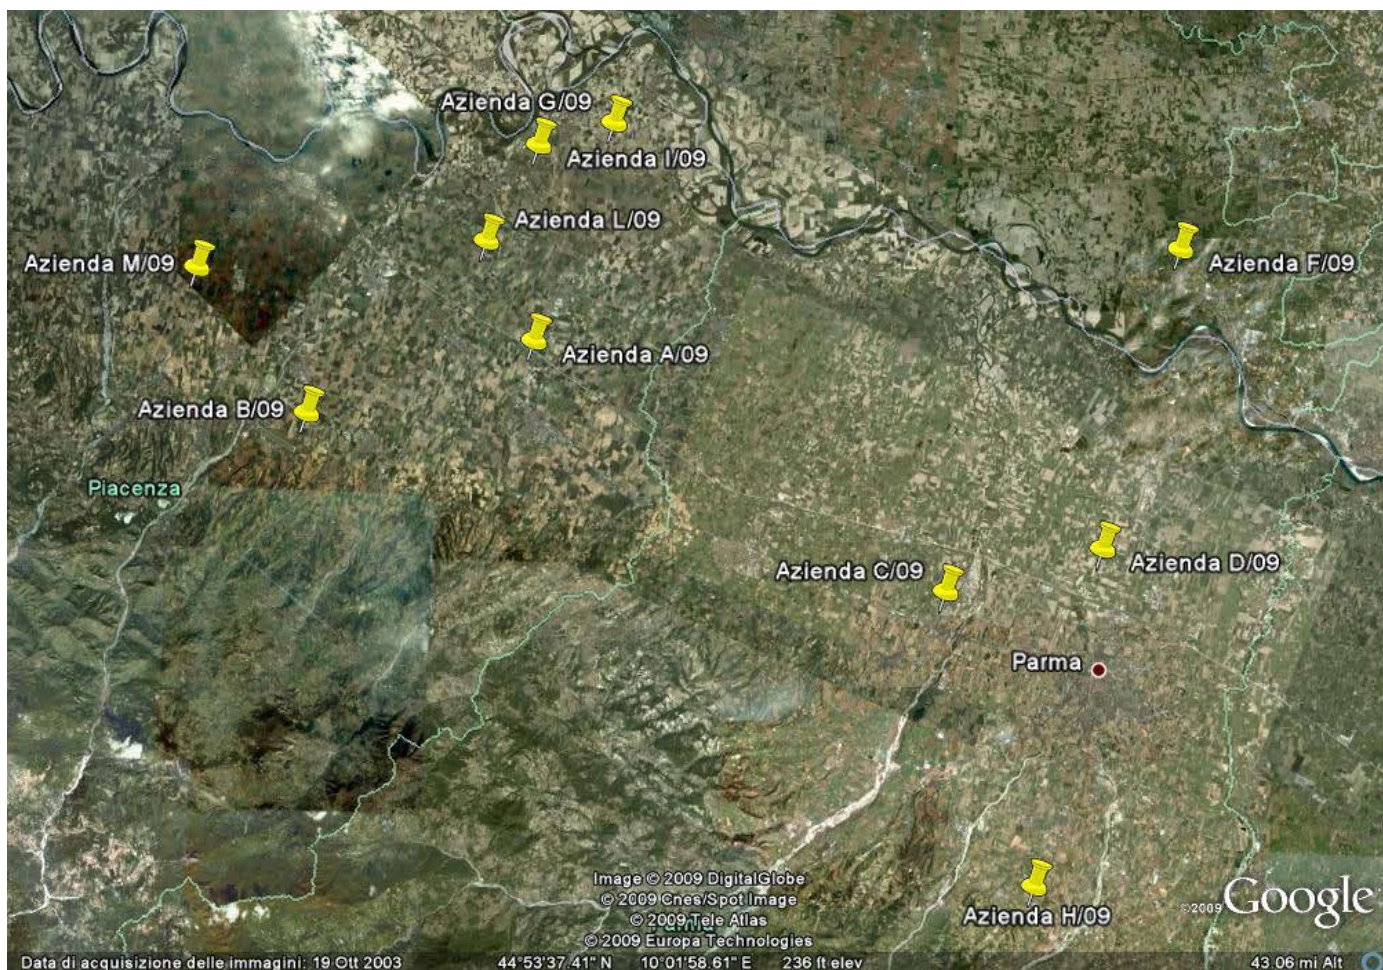 Azienda G/09
Azienda I/09
Azienda L/09
Azienda M/09
Azienda F/09
Azienda A/09
Azienda B/09
Piacenza
Azienda C/09
Azienda D/09
Parma
Image © 2009 DigitalGlobe
© 2009 Cnes/Spot Image
© 2009 Tele Atlas
Parma
© 2009 Europa Technologies
Azienda H/09
©2009 Google
Data di acquisizione delle immagini: 19 Ott 2003 44°53'37.41" N 10°01'58.61" E 236 ft elev 43.06 mi Alt